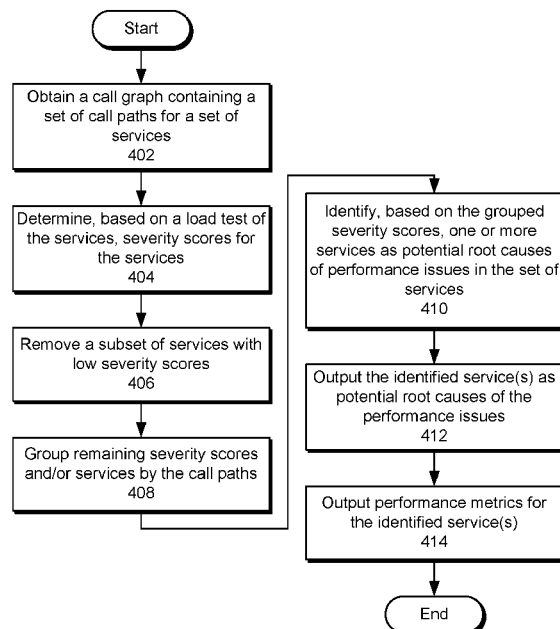 Start
Obtain a call graph containing a
set of call paths for a set of
services
402
Determine, based on a load test of
the services, severity scores for
the services
404
Remove a subset of services with
low severity scores
406
Group remaining severity scores
and/or services by the call paths
408
Identify, based on the grouped
severity scores, one or more
services as potential root causes
of performance issues in the set of
services
410
Output the identified service(s) as
potential root causes of the
performance issues
412
Output performance metrics for
the identified service(s)
414
End